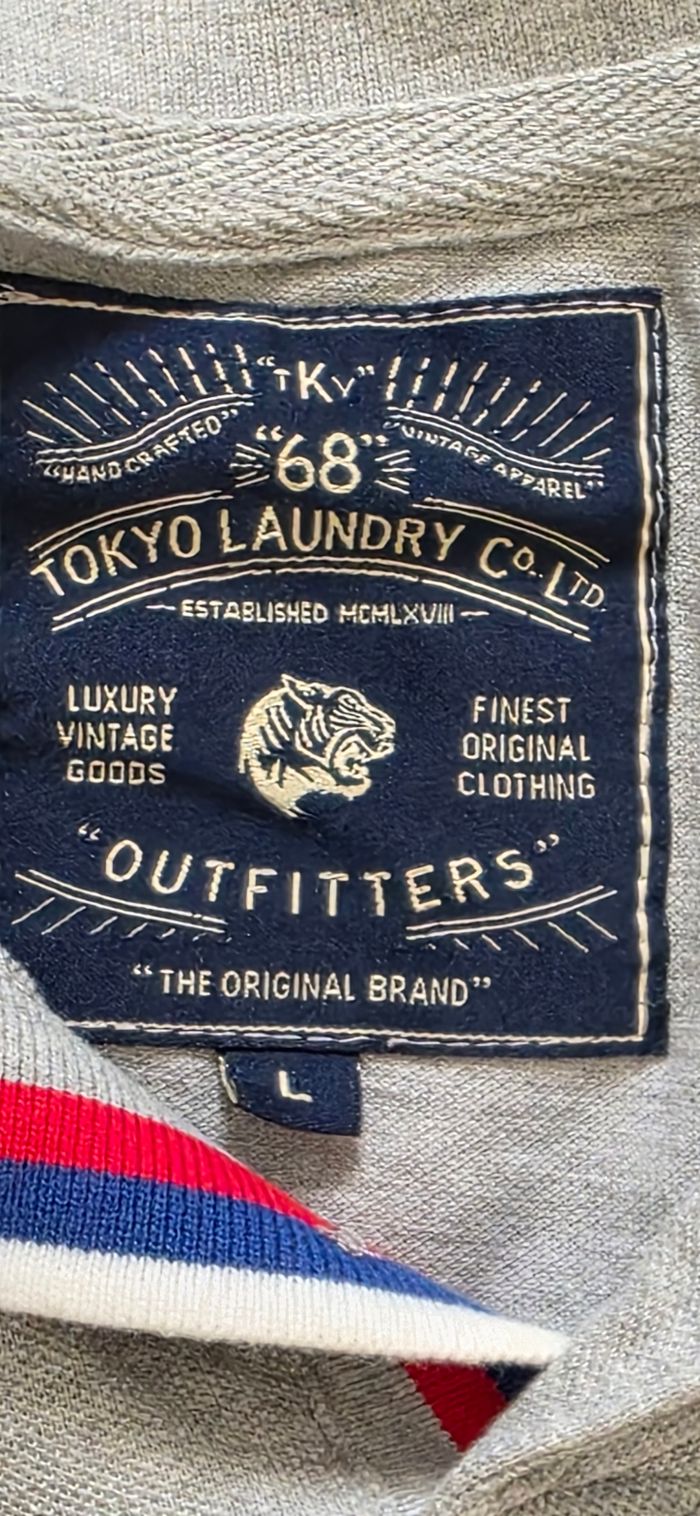 "TKY"
"HAND CRAFTED"
"68"
VINTAGE APPAREL"
TOKYO LAUNDRY Co. LTD.
ESTABLISHED MCMLXVIII
LUXURY
VINTAGE
GOODS
FINEST
ORIGINAL
CLOTHING
"OUTFITTERS"
"THE ORIGINAL BRAND"
L